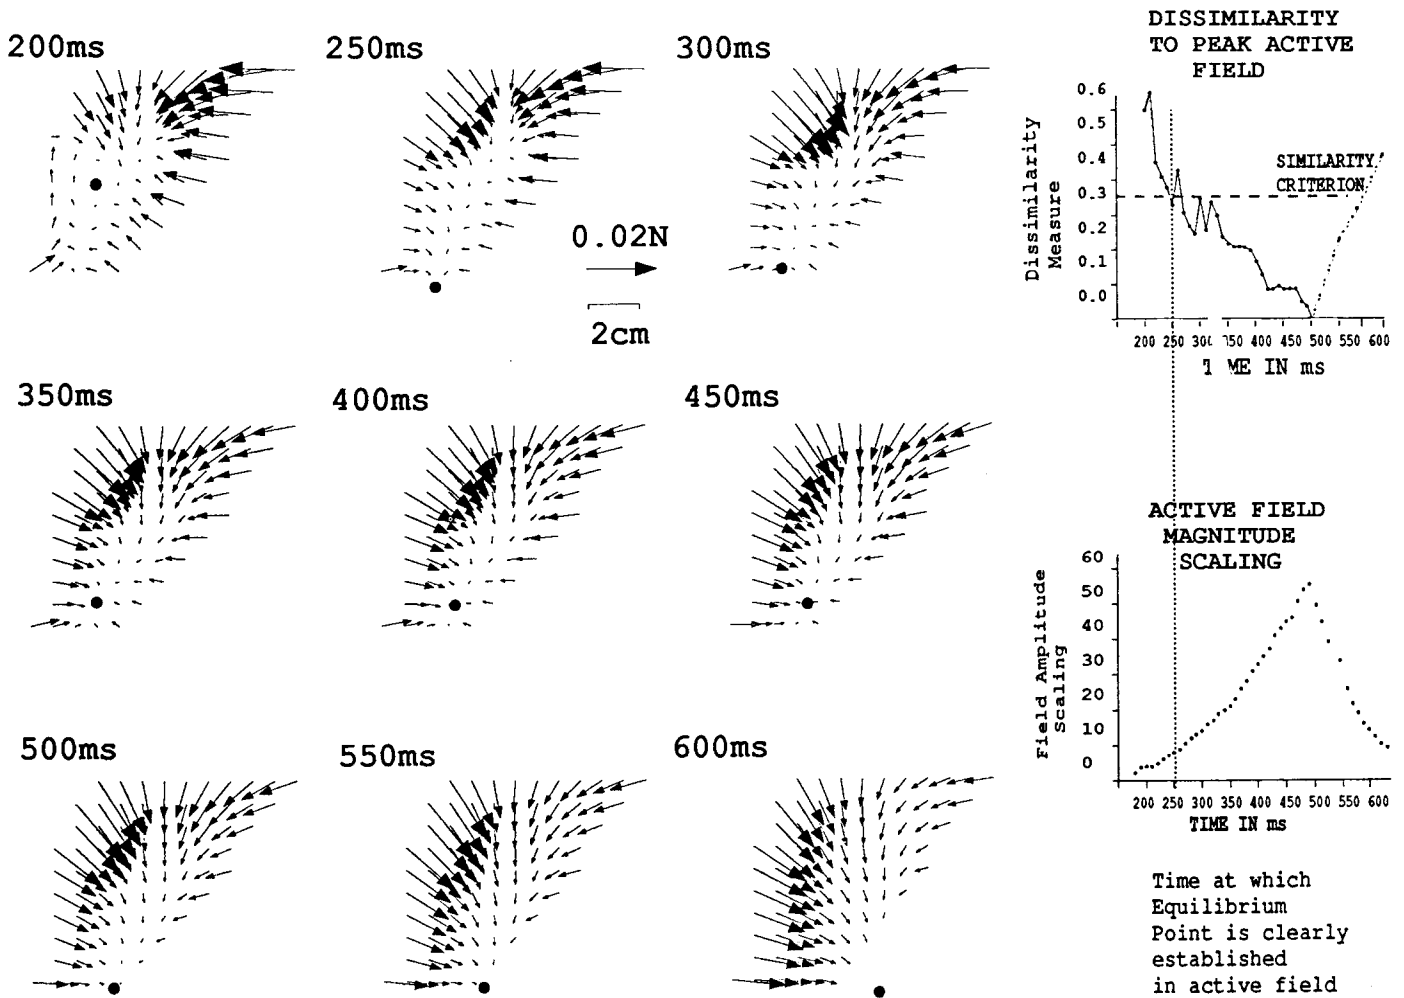 200ms
250ms
300ms
0.02N
2cm
350ms
400ms
450ms
500ms
550ms
600ms
DISSIMILARITY
TO PEAK ACTIVE
FIELD
Dissimilarity
Measure
0.6
0.5
0.4
0.3
0.2
0.1
0.0
SIMILARITY
CRITERION
200 250 300 350 400 450 500 550 600
TIME IN ms
ACTIVE FIELD
MAGNITUDE
SCALING
Field Amplitude
Scaling
60
50
40
30
20
10
0
200 250 300 350 400 450 500 550 600
TIME IN ms
Time at which
Equilibrium
Point is clearly
established
in active field